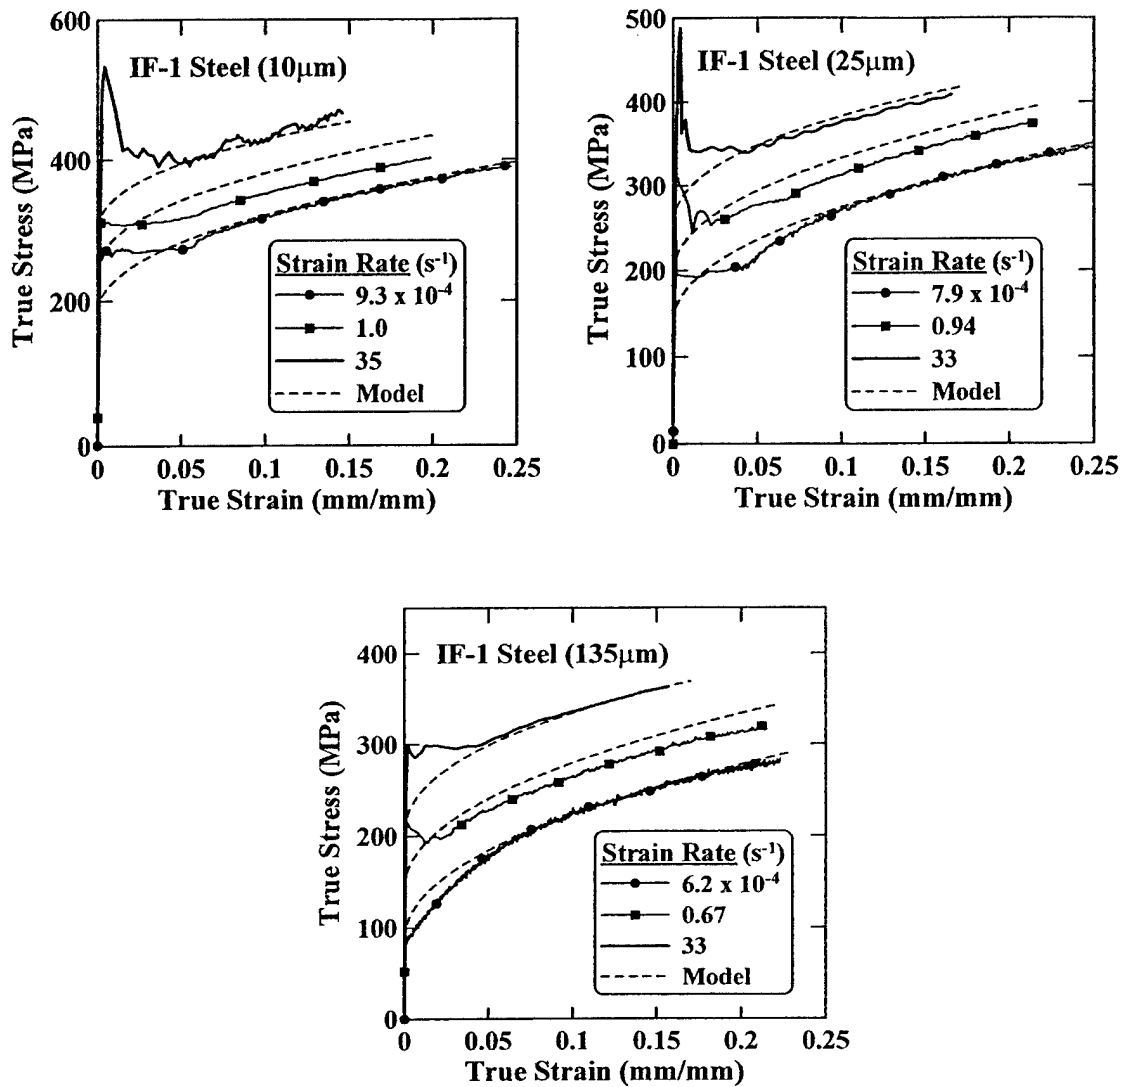 600
IF-1 Steel (10μm)
400
200
0
True Stress (MPa)
Strain Rate (s⁻¹)
9.3 x 10⁻⁴
1.0
35
Model
0 0.05 0.1 0.15 0.2 0.25
True Strain (mm/mm)
500
IF-1 Steel (25μm)
400
300
200
100
0
True Stress (MPa)
Strain Rate (s⁻¹)
7.9 x 10⁻⁴
0.94
33
Model
0 0.05 0.1 0.15 0.2 0.25
True Strain (mm/mm)
IF-1 Steel (135μm)
400
300
200
100
0
True Stress (MPa)
Strain Rate (s⁻¹)
6.2 x 10⁻⁴
0.67
33
Model
0 0.05 0.1 0.15 0.2 0.25
True Strain (mm/mm)